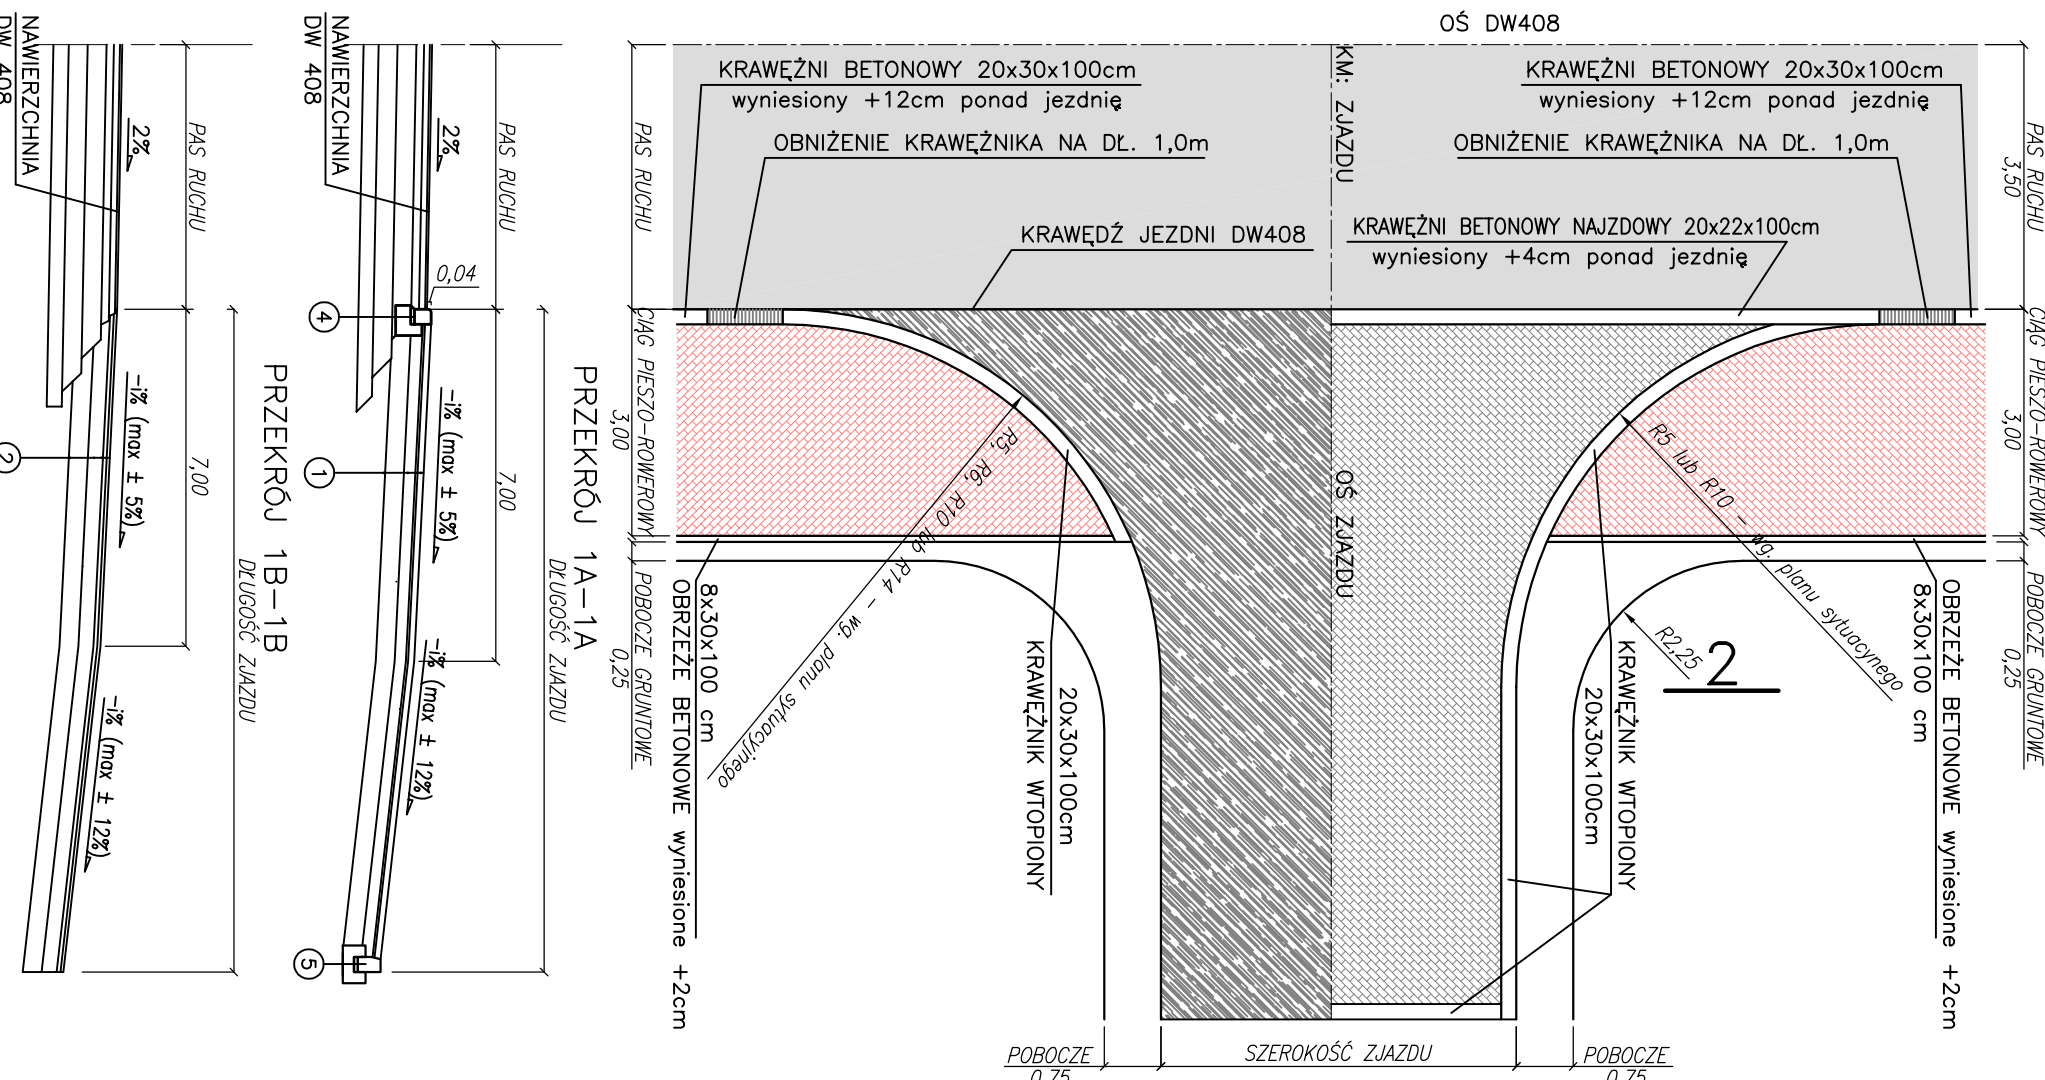 OŚ DW408
KRAWĘŻNI BETONOWY 20x30x100cm
wyniesiony +12cm ponad jezdnię
OBNIŻENIE KRAWĘŻNIKA NA DŁ. 1,0m
KRAWĘDŹ JEZDNI DW408
KM: ZJAZDU
KRAWĘŻNI BETONOWY 20x30x100cm
wyniesiony +12cm ponad jezdnię
OBNIŻENIE KRAWĘŻNIKA NA DŁ. 1,0m
KRAWĘŻNI BETONOWY NAJZDOWY 20x22x100cm
wyniesiony +4cm ponad jezdnię
PAS RUCHU
3,50
CIĄG PIESZO-ROWEROWY
3,00
POBOCZE GRUNTOWE
0,25
OBRZEŻE BETONOWE wyniesione +2cm
8x30x100 cm
R5 lub R10 - wg. planu sytuacynego
R2,25
2
KRAWĘŻNIK WTOPIONY
20x30x100cm
OŚ ZJAZDU
20x30x100cm
KRAWĘŻNIK WTOPIONY
R5, R6, R10 lub R14 - wg. planu sytuacyjnego
8x30x100 cm
OBRZEŻE BETONOWE wyniesione +2cm
PAS RUCHU
CIĄG PIESZO-ROWEROWY
3,00
POBOCZE GRUNTOWE
0,25
POBOCZE
0,75
SZEROKOŚĆ ZJAZDU
POBOCZE
0,75
PRZEKRÓJ 1A-1A
DŁUGOŚĆ ZJAZDU
PAS RUCHU
7,00
2%
0,04
-i% (max ± 5%)
-i% (max ± 12%)
NAWIERZCHNIA
DW 408
4
1
5
PRZEKRÓJ 1B-1B
DŁUGOŚĆ ZJAZDU
PAS RUCHU
7,00
2%
-i% (max ± 5%)
-i% (max ± 12%)
NAWIERZCHNIA
DW 408
2